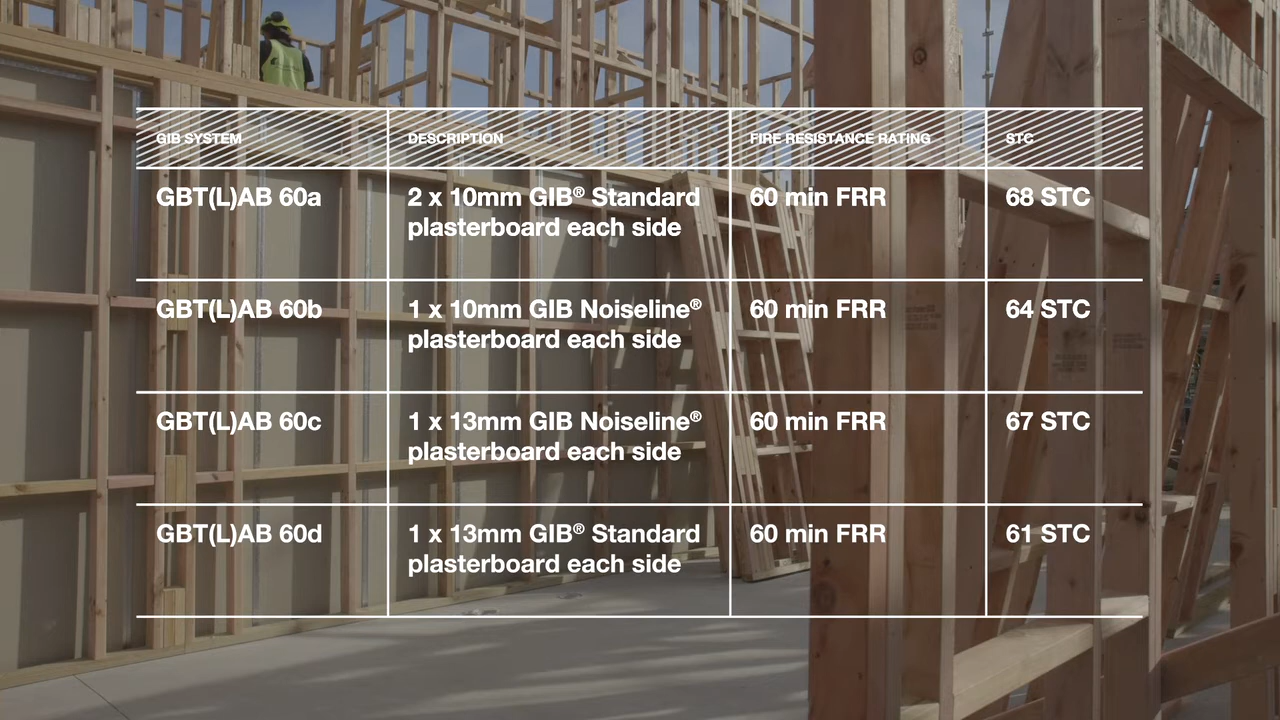 GIB SYSTEM DESCRIPTION FIRE RESISTANCE RATING STC
GBT(L)AB 60a 2 x 10mm GIB® Standard 60 min FRR 68 STC
plasterboard each side
GBT(L)AB 60b 1 x 10mm GIB Noiseline® 60 min FRR 64 STC
plasterboard each side
GBT(L)AB 60c 1 x 13mm GIB Noiseline® 60 min FRR 67 STC
plasterboard each side
GBT(L)AB 60d 1 x 13mm GIB® Standard 60 min FRR 61 STC
plasterboard each side